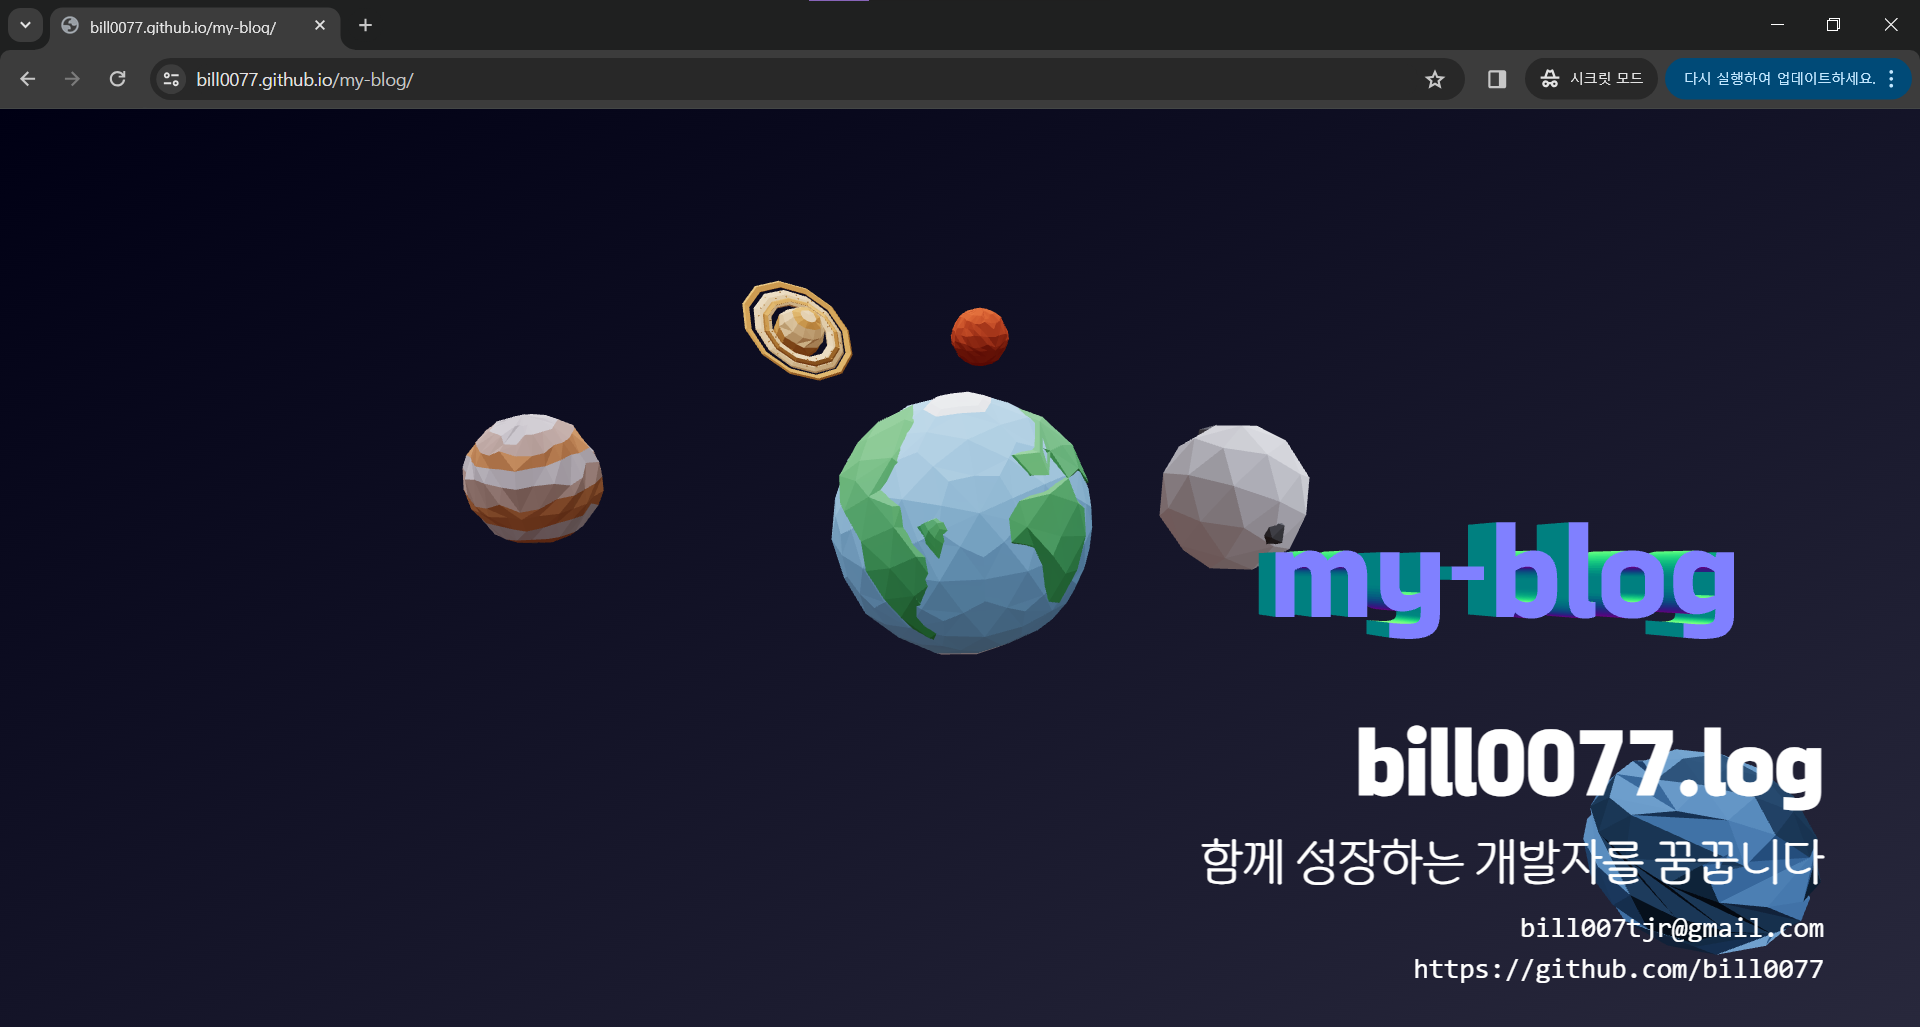 bill0077.github.io/my-blog/
bill0077.github.io/my-blog/
시크릿 모드
다시 실행하여 업데이트하세요.
my-blog
bill0077.log
함께 성장하는 개발자를 꿈꿉니다
bill007tjr@gmail.com
https://github.com/bill0077